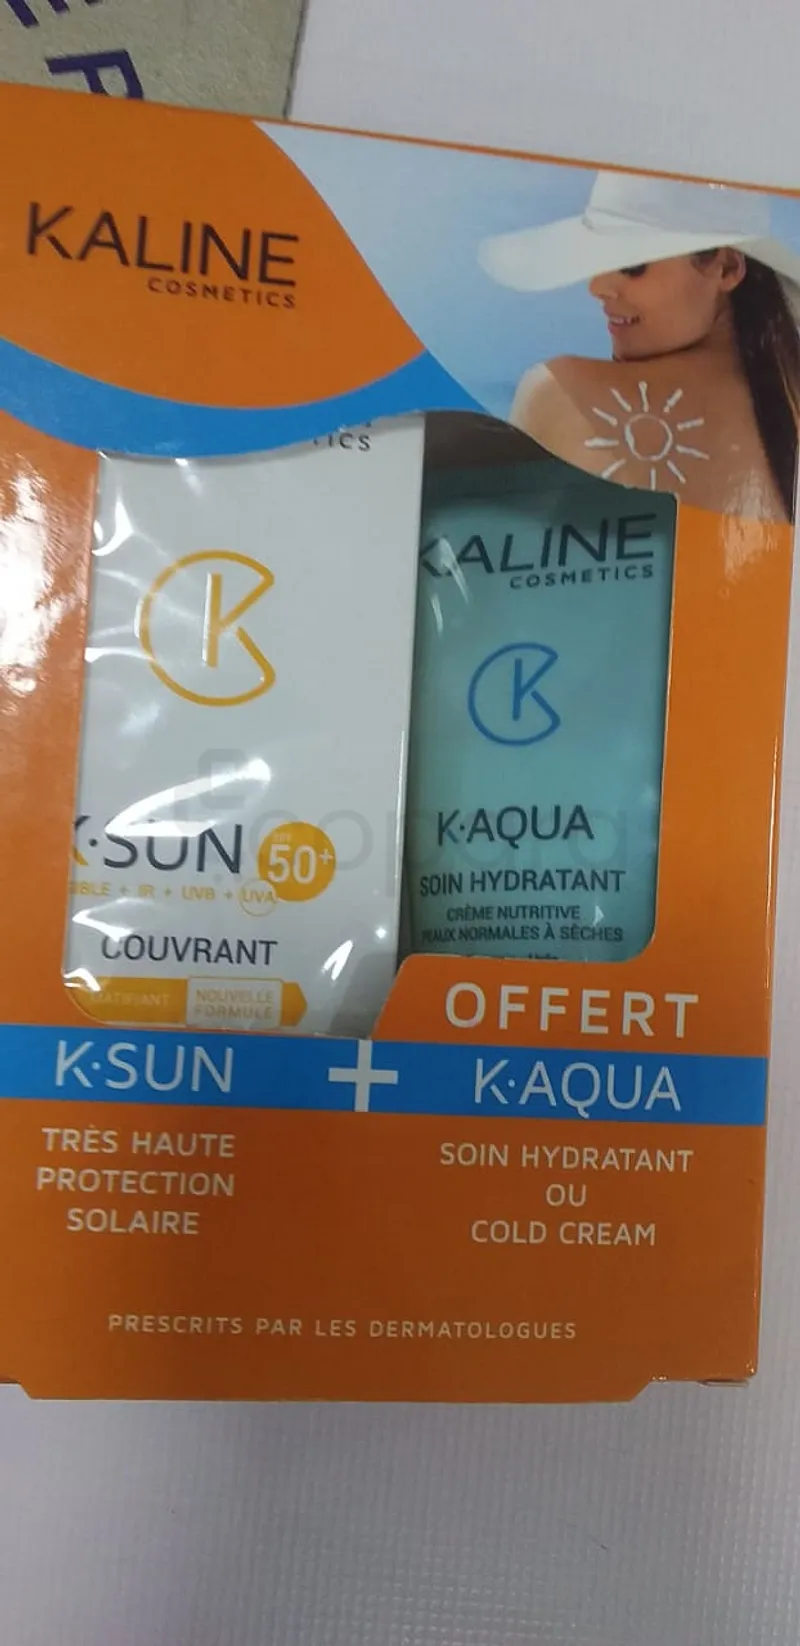 KALINE
COSMETICS
TICS
K
K·SUN
SPF
50+
IBLE + IR + UVB + UVA
COUVRANT
MATIFIANT
NOUVELLE
FORMULE
KALINE
COSMETICS
K
K·AQUA
SOIN HYDRATANT
CRÈME NUTRITIVE
PEAUX NORMALES À SÈCHES
OFFERT
K·SUN + K·AQUA
TRÈS HAUTE
PROTECTION
SOLAIRE
SOIN HYDRATANT
OU
COLD CREAM
PRESCRITS PAR LES DERMATOLOGUES